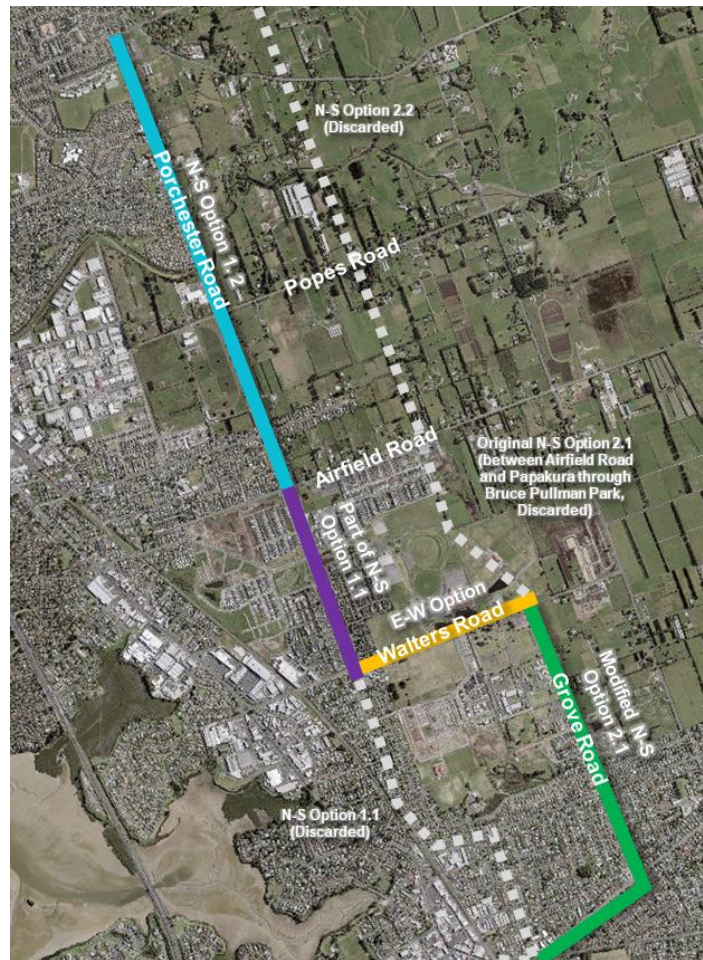 N-S Option 2.2
(Discarded)
N-S Option 1. 2 –
Porchester Road
Popes Road
Airfield Road
Original N-S Option 2.1
(between Airfield Road
and Papakura through
Bruce Pullman Park,
Discarded)
Part of N-S
Option 1.1
E-W Option
Walters Road
Modified N-S
Option 2.1
Grove Road
N-S Option 1.1
(Discarded)